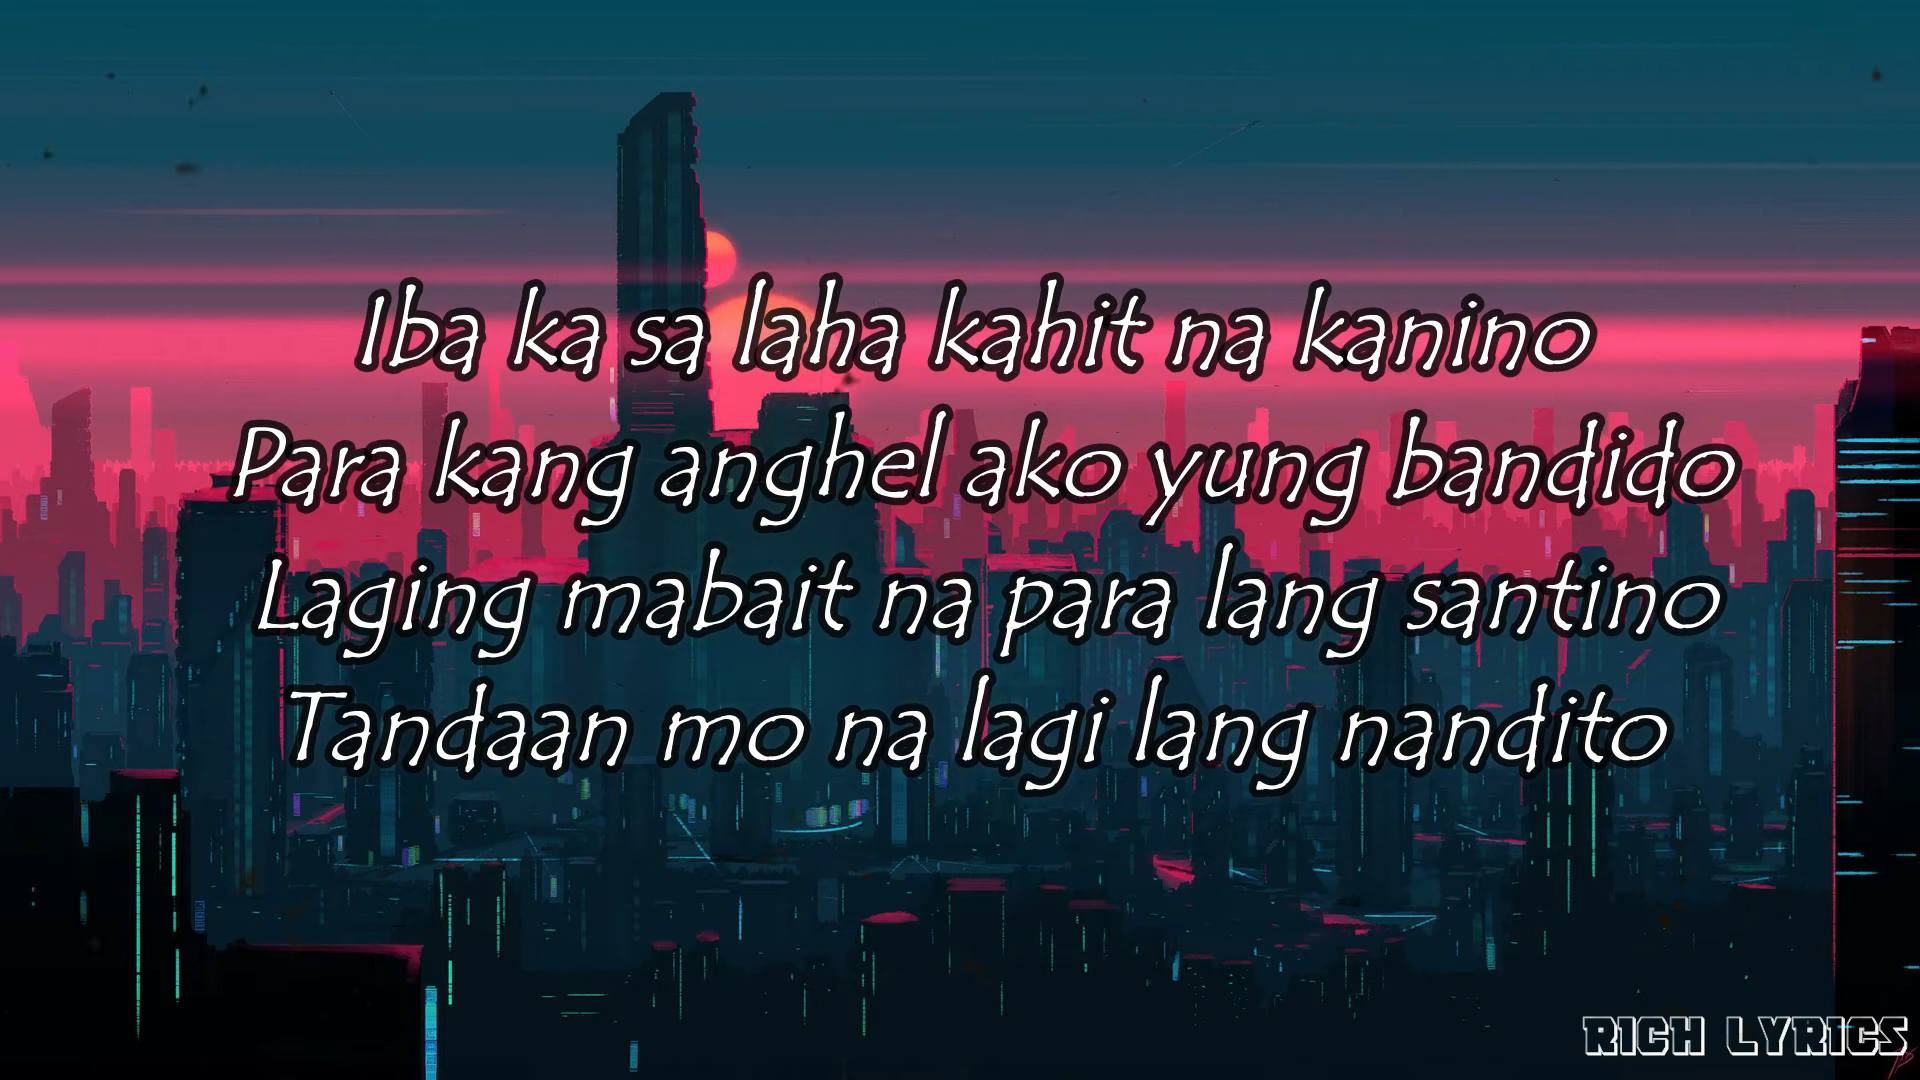 Iba ka sa laha kahit na kanino
Para kang anghel ako yung bandido
Laging mabait na para lang santino
Tandaan mo na lagi lang nandito
RICH LYRICS